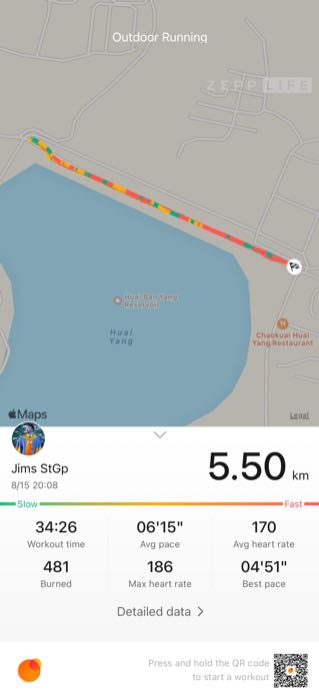 Outdoor Running
ZEPP LIFE
Huai Ban Yang
Reservoir
Huai
Yang
Chaokuai Huai
Yang Restaurant
Maps
Legal
Jims StGp
8/15 20:08
5.50 km
Slow
Fast
34:26
06'15"
170
Workout time
Avg pace
Avg heart rate
481
186
04'51"
Burned
Max heart rate
Best pace
Detailed data >
Press and hold the QR code
to start a workout